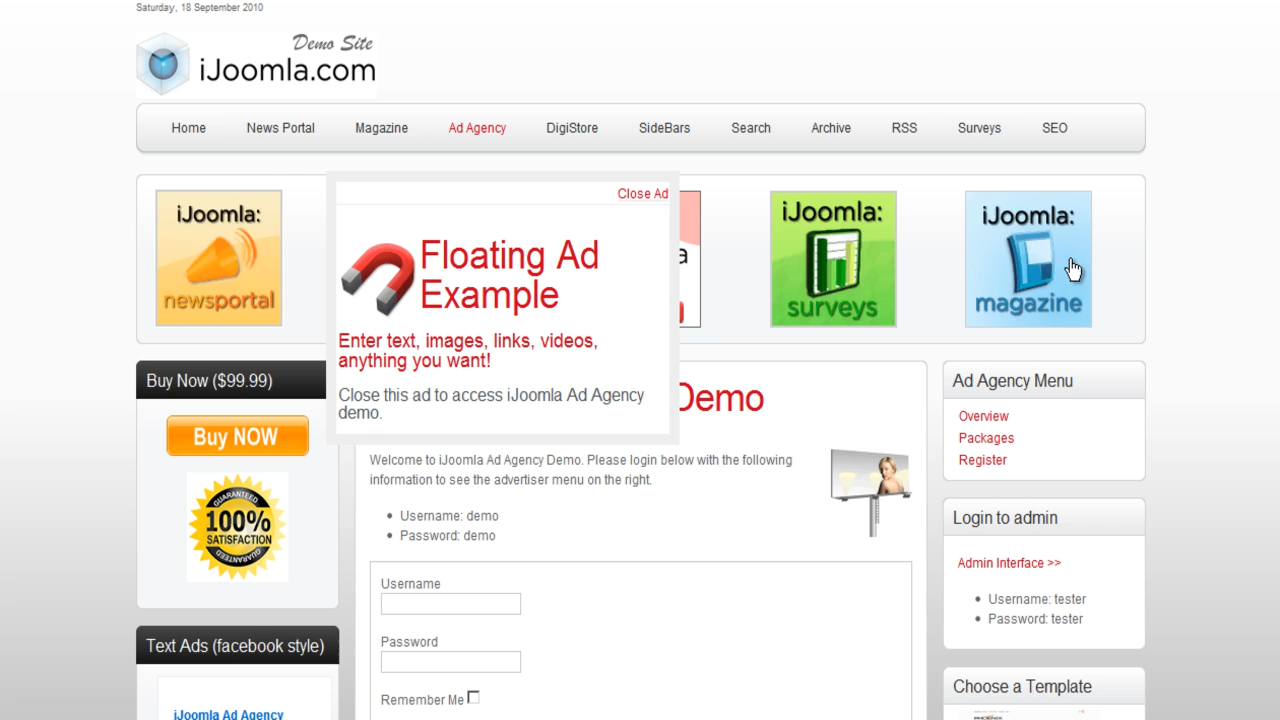 Saturday, 18 September 2010
Demo Site
iJoomla.com
Home News Portal Magazine Ad Agency DigiStore SideBars Search Archive RSS Surveys SEO
iJoomla:
newsportal
Close Ad
Floating Ad
Example
Enter text, images, links, videos,
anything you want!
Close this ad to access iJoomla Ad Agency
demo.
a
iJoomla:
surveys
iJoomla:
magazine
Buy Now ($99.99)
Buy NOW
GUARANTEED
100%
SATISFACTION
GUARANTEED
Text Ads (facebook style)
iJoomla Ad Agency
Demo
Welcome to iJoomla Ad Agency Demo. Please login below with the following
information to see the advertiser menu on the right.
Username: demo
Password: demo
Username
Password
Remember Me
Ad Agency Menu
Overview
Packages
Register
Login to admin
Admin Interface >>
Username: tester
Password: tester
Choose a Template